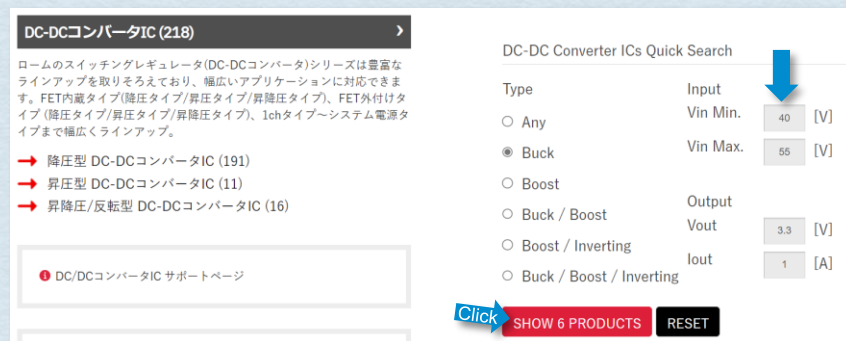 DC-DCコンバータIC (218)
ロームのスイッチングレギュレータ(DC-DCコンバータ)シリーズは豊富な
ラインアップを取りそろえており、幅広いアプリケーションに対応できま
す。FET内蔵タイプ(降圧タイプ/昇圧タイプ/昇降圧タイプ)、FET外付けタ
イプ (降圧タイプ/昇圧タイプ/昇降圧タイプ)、1chタイプ～システム電源タ
イプまで幅広くラインアップ。
降圧型 DC-DCコンバータIC (191)
昇圧型 DC-DCコンバータIC (11)
昇降圧/反転型 DC-DCコンバータIC (16)
DC/DCコンバータIC サポートページ
DC-DC Converter ICs Quick Search
Type
Any
Buck
Boost
Buck / Boost
Boost / Inverting
Buck / Boost / Inverting
Input
Vin Min. 40 [V]
Vin Max. 55 [V]
Output
Vout 3.3 [V]
Iout 1 [A]
Click
SHOW 6 PRODUCTS
RESET